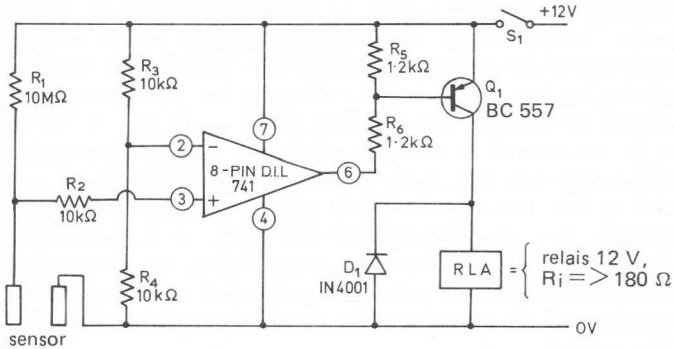 +12V
S1
R1
10MΩ
R3
10kΩ
R5
1·2kΩ
Q1
BC 557
R6
1·2kΩ
7
2
−
8-PIN D.I.L
741
6
R2
10kΩ
3
+
4
R4
10kΩ
D1
IN4001
RLA
= { relais 12 V,
Ri => 180 Ω
sensor
0V